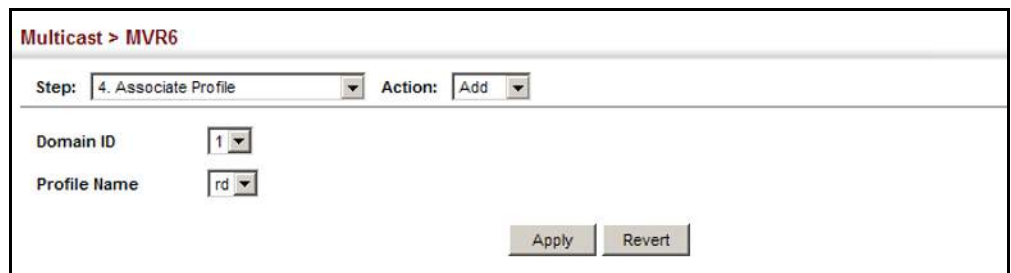 Multicast > MVR6
Step: 4. Associate Profile Action: Add
Domain ID 1
Profile Name rd
Apply Revert